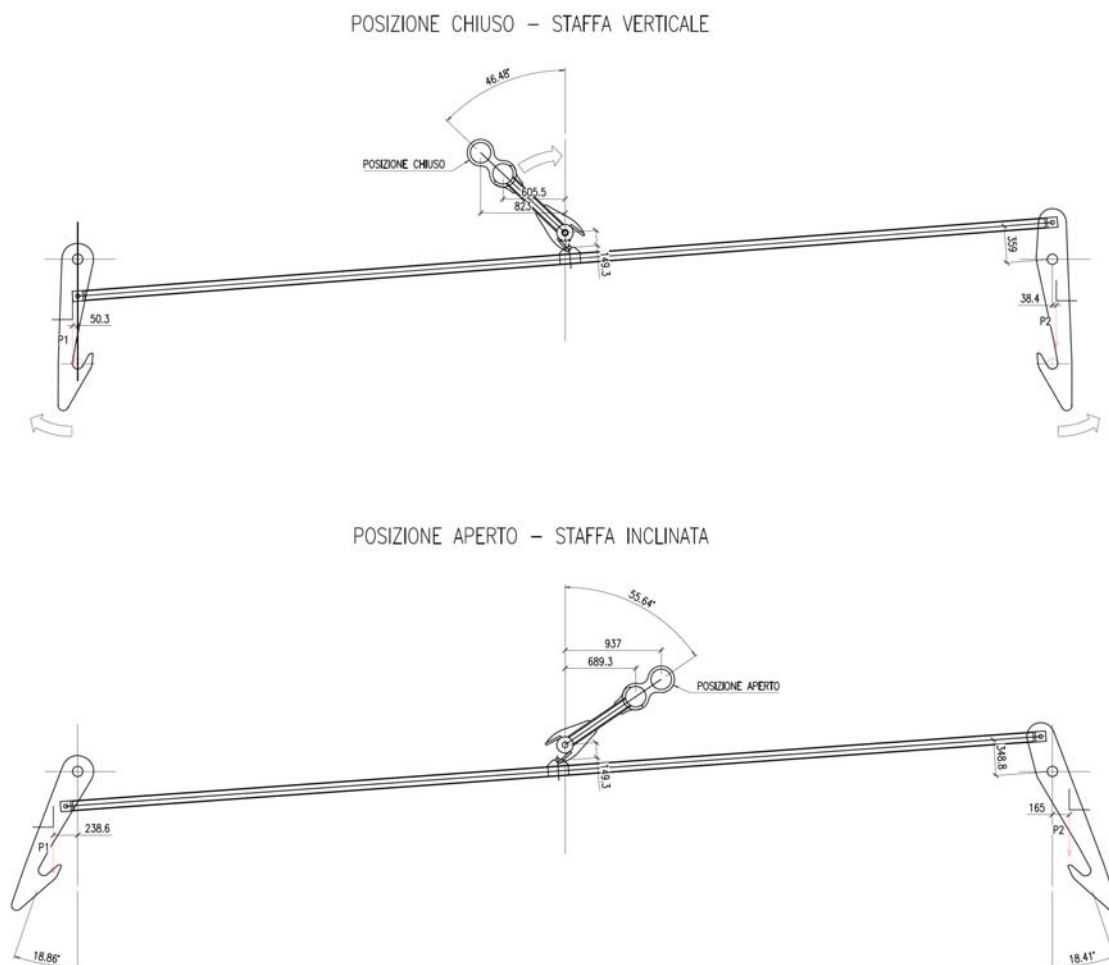 POSIZIONE CHIUSO – STAFFA VERTICALE
46.48°
POSIZIONE CHIUSO
605.5
823
149.3
359
50.3
P1
38.4
P2
POSIZIONE APERTO – STAFFA INCLINATA
55.64°
937
689.3
POSIZIONE APERTO
149.3
348.8
238.6
P1
165
P2
18.86°
18.41°